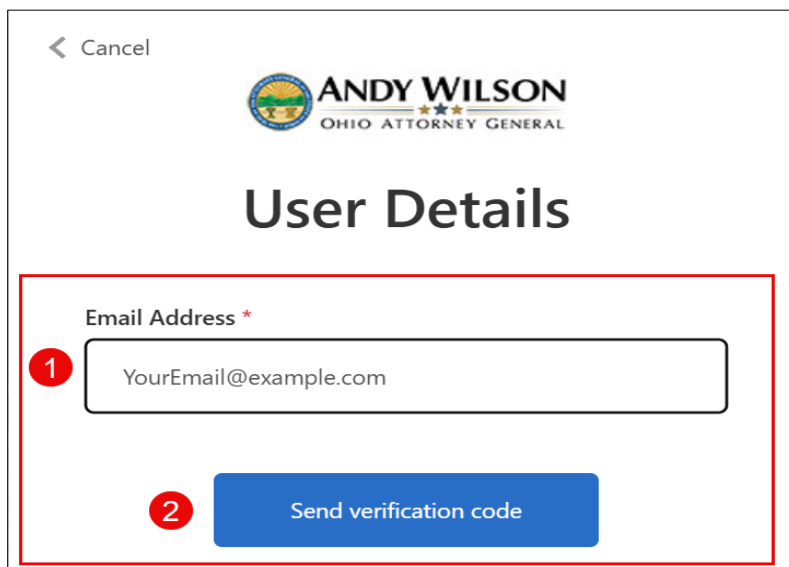 Cancel
ANDY WILSON
OHIO ATTORNEY GENERAL
User Details
Email Address *
1
YourEmail@example.com
2
Send verification code